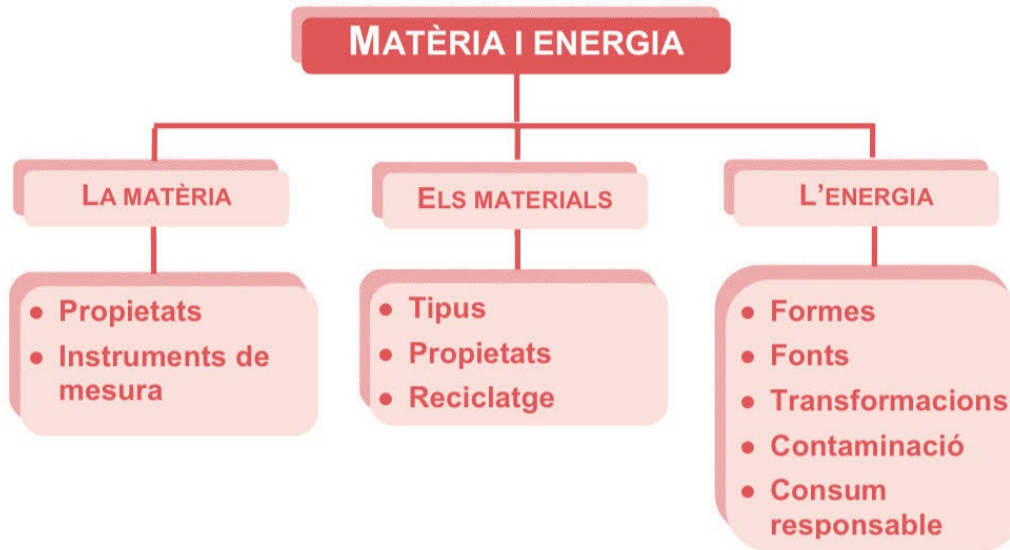 MATÈRIA I ENERGIA
LA MATÈRIA
• Propietats
• Instruments de
mesura
ELS MATERIALS
• Tipus
• Propietats
• Reciclatge
L’ENERGIA
• Formes
• Fonts
• Transformacions
• Contaminació
• Consum
responsable